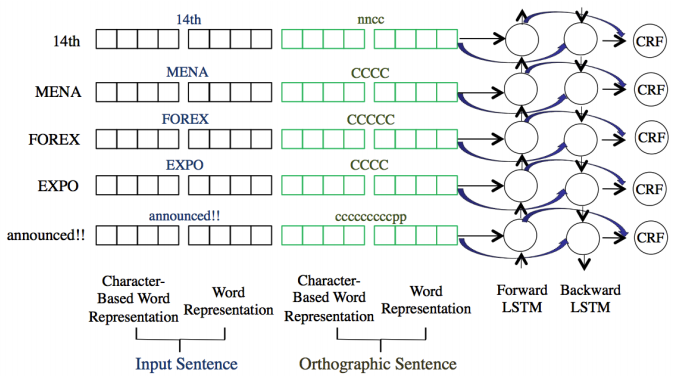 14th 14th nncc CRF
MENA MENA CCCC CRF
FOREX FOREX CCCCC CRF
EXPO EXPO CCCC CRF
announced!! announced!! cccccccccpp CRF
Character-
Based Word
Representation
Word
Representation
Character-
Based Word
Representation
Word
Representation
Forward
LSTM
Backward
LSTM
Input Sentence
Orthographic Sentence